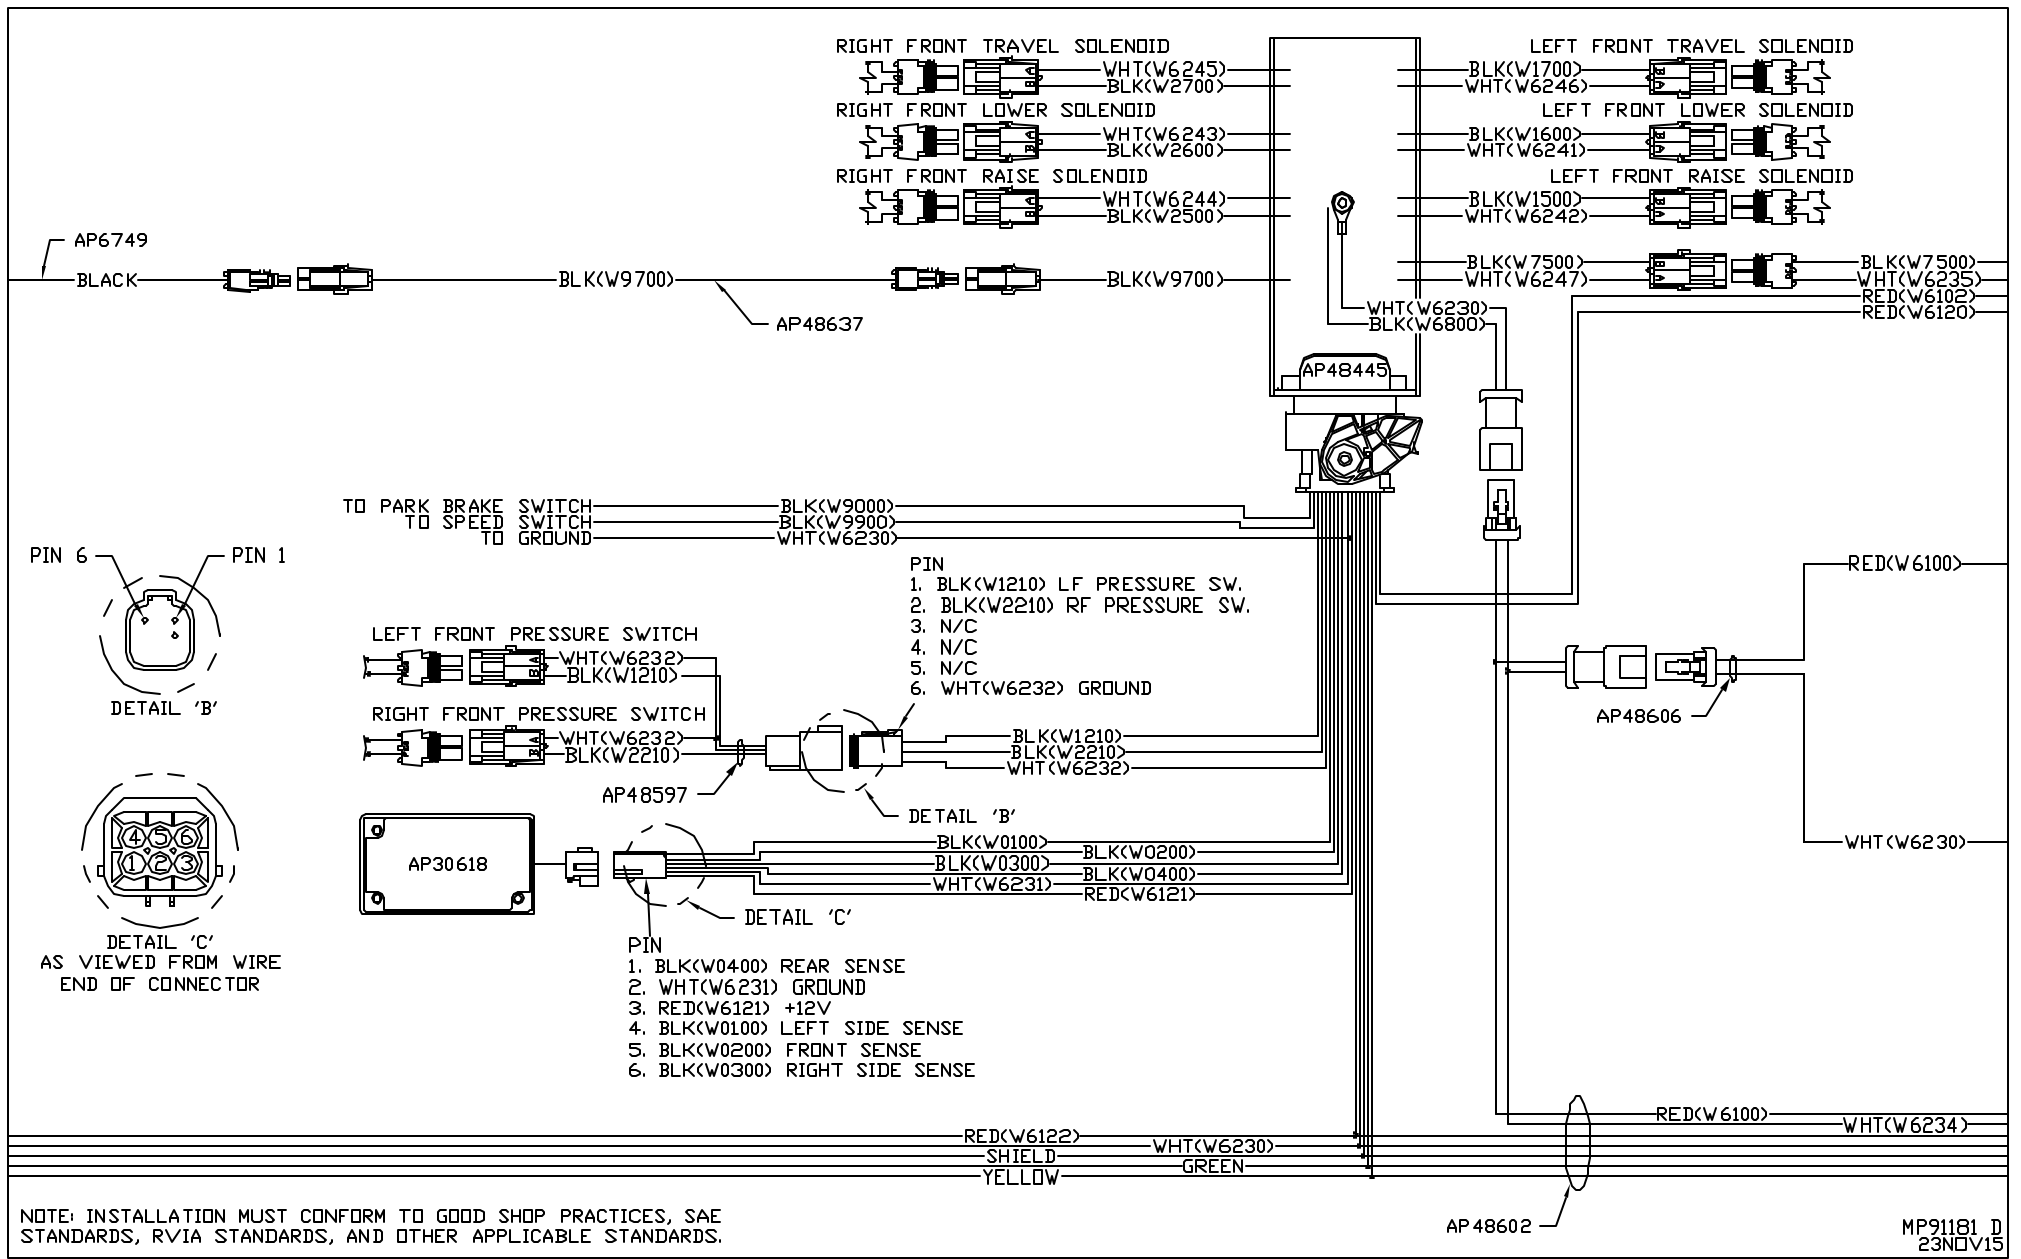 RIGHT FRONT TRAVEL SOLENOID
WHT(W6245)
BLK(W2700)
RIGHT FRONT LOWER SOLENOID
WHT(W6243)
BLK(W2600)
RIGHT FRONT RAISE SOLENOID
WHT(W6244)
BLK(W2500)
LEFT FRONT TRAVEL SOLENOID
BLK(W1700)
WHT(W6246)
LEFT FRONT LOWER SOLENOID
BLK(W1600)
WHT(W6241)
LEFT FRONT RAISE SOLENOID
BLK(W1500)
WHT(W6242)
BLK(W7500)
WHT(W6247)
BLK(W7500)
WHT(W6235)
RED(W6102)
RED(W6120)
AP6749
BLACK
BLK(W9700)
BLK(W9700)
AP48637
WHT(W6230)
BLK(W6800)
AP48445
TO PARK BRAKE SWITCH
BLK(W9000)
TO SPEED SWITCH
BLK(W9900)
TO GROUND
WHT(W6230)
PIN 6
PIN 1
DETAIL 'B'
PIN
1. BLK(W1210) LF PRESSURE SW.
2. BLK(W2210) RF PRESSURE SW.
3. N/C
4. N/C
5. N/C
6. WHT(W6232) GROUND
RED(W6100)
LEFT FRONT PRESSURE SWITCH
B A
WHT(W6232)
BLK(W1210)
RIGHT FRONT PRESSURE SWITCH
B A
WHT(W6232)
BLK(W2210)
AP48597
BLK(W1210)
BLK(W2210)
WHT(W6232)
DETAIL 'B'
AP48606
WHT(W6230)
4 5 6
1 2 3
DETAIL 'C'
AS VIEWED FROM WIRE
END OF CONNECTOR
AP30618
BLK(W0100)
BLK(W0200)
BLK(W0300)
BLK(W0400)
WHT(W6231)
RED(W6121)
DETAIL 'C'
PIN
1. BLK(W0400) REAR SENSE
2. WHT(W6231) GROUND
3. RED(W6121) +12V
4. BLK(W0100) LEFT SIDE SENSE
5. BLK(W0200) FRONT SENSE
6. BLK(W0300) RIGHT SIDE SENSE
RED(W6100)
WHT(W6234)
RED(W6122)
WHT(W6230)
SHIELD
GREEN
YELLOW
AP48602
NOTE: INSTALLATION MUST CONFORM TO GOOD SHOP PRACTICES, SAE
STANDARDS, RVIA STANDARDS, AND OTHER APPLICABLE STANDARDS.
MP91181 D
23NOV15